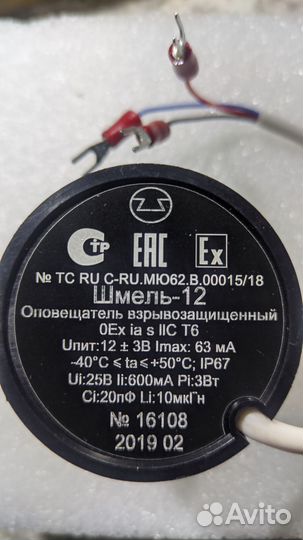 С ТР ЕАС Ex
№ ТС RU C-RU.МЮ62.В.00015/18
Шмель-12
Оповещатель взрывозащищенный
0Ex ia s IIC T6
Uпит:12 ± 3В Imax: 63 мА
-40°C ⩽ ta ⩽ +50°C; IP67
Ui:25В Ii:600мА Pi:3Вт
Ci:20пФ Li:10мкГн
№ 16108
2019 02
Avito